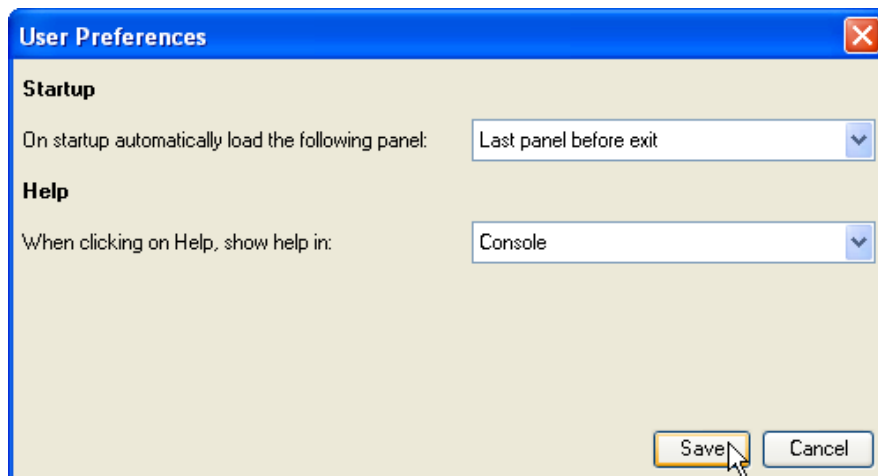 User Preferences
Startup
On startup automatically load the following panel: Last panel before exit
Help
When clicking on Help, show help in: Console
Save Cancel